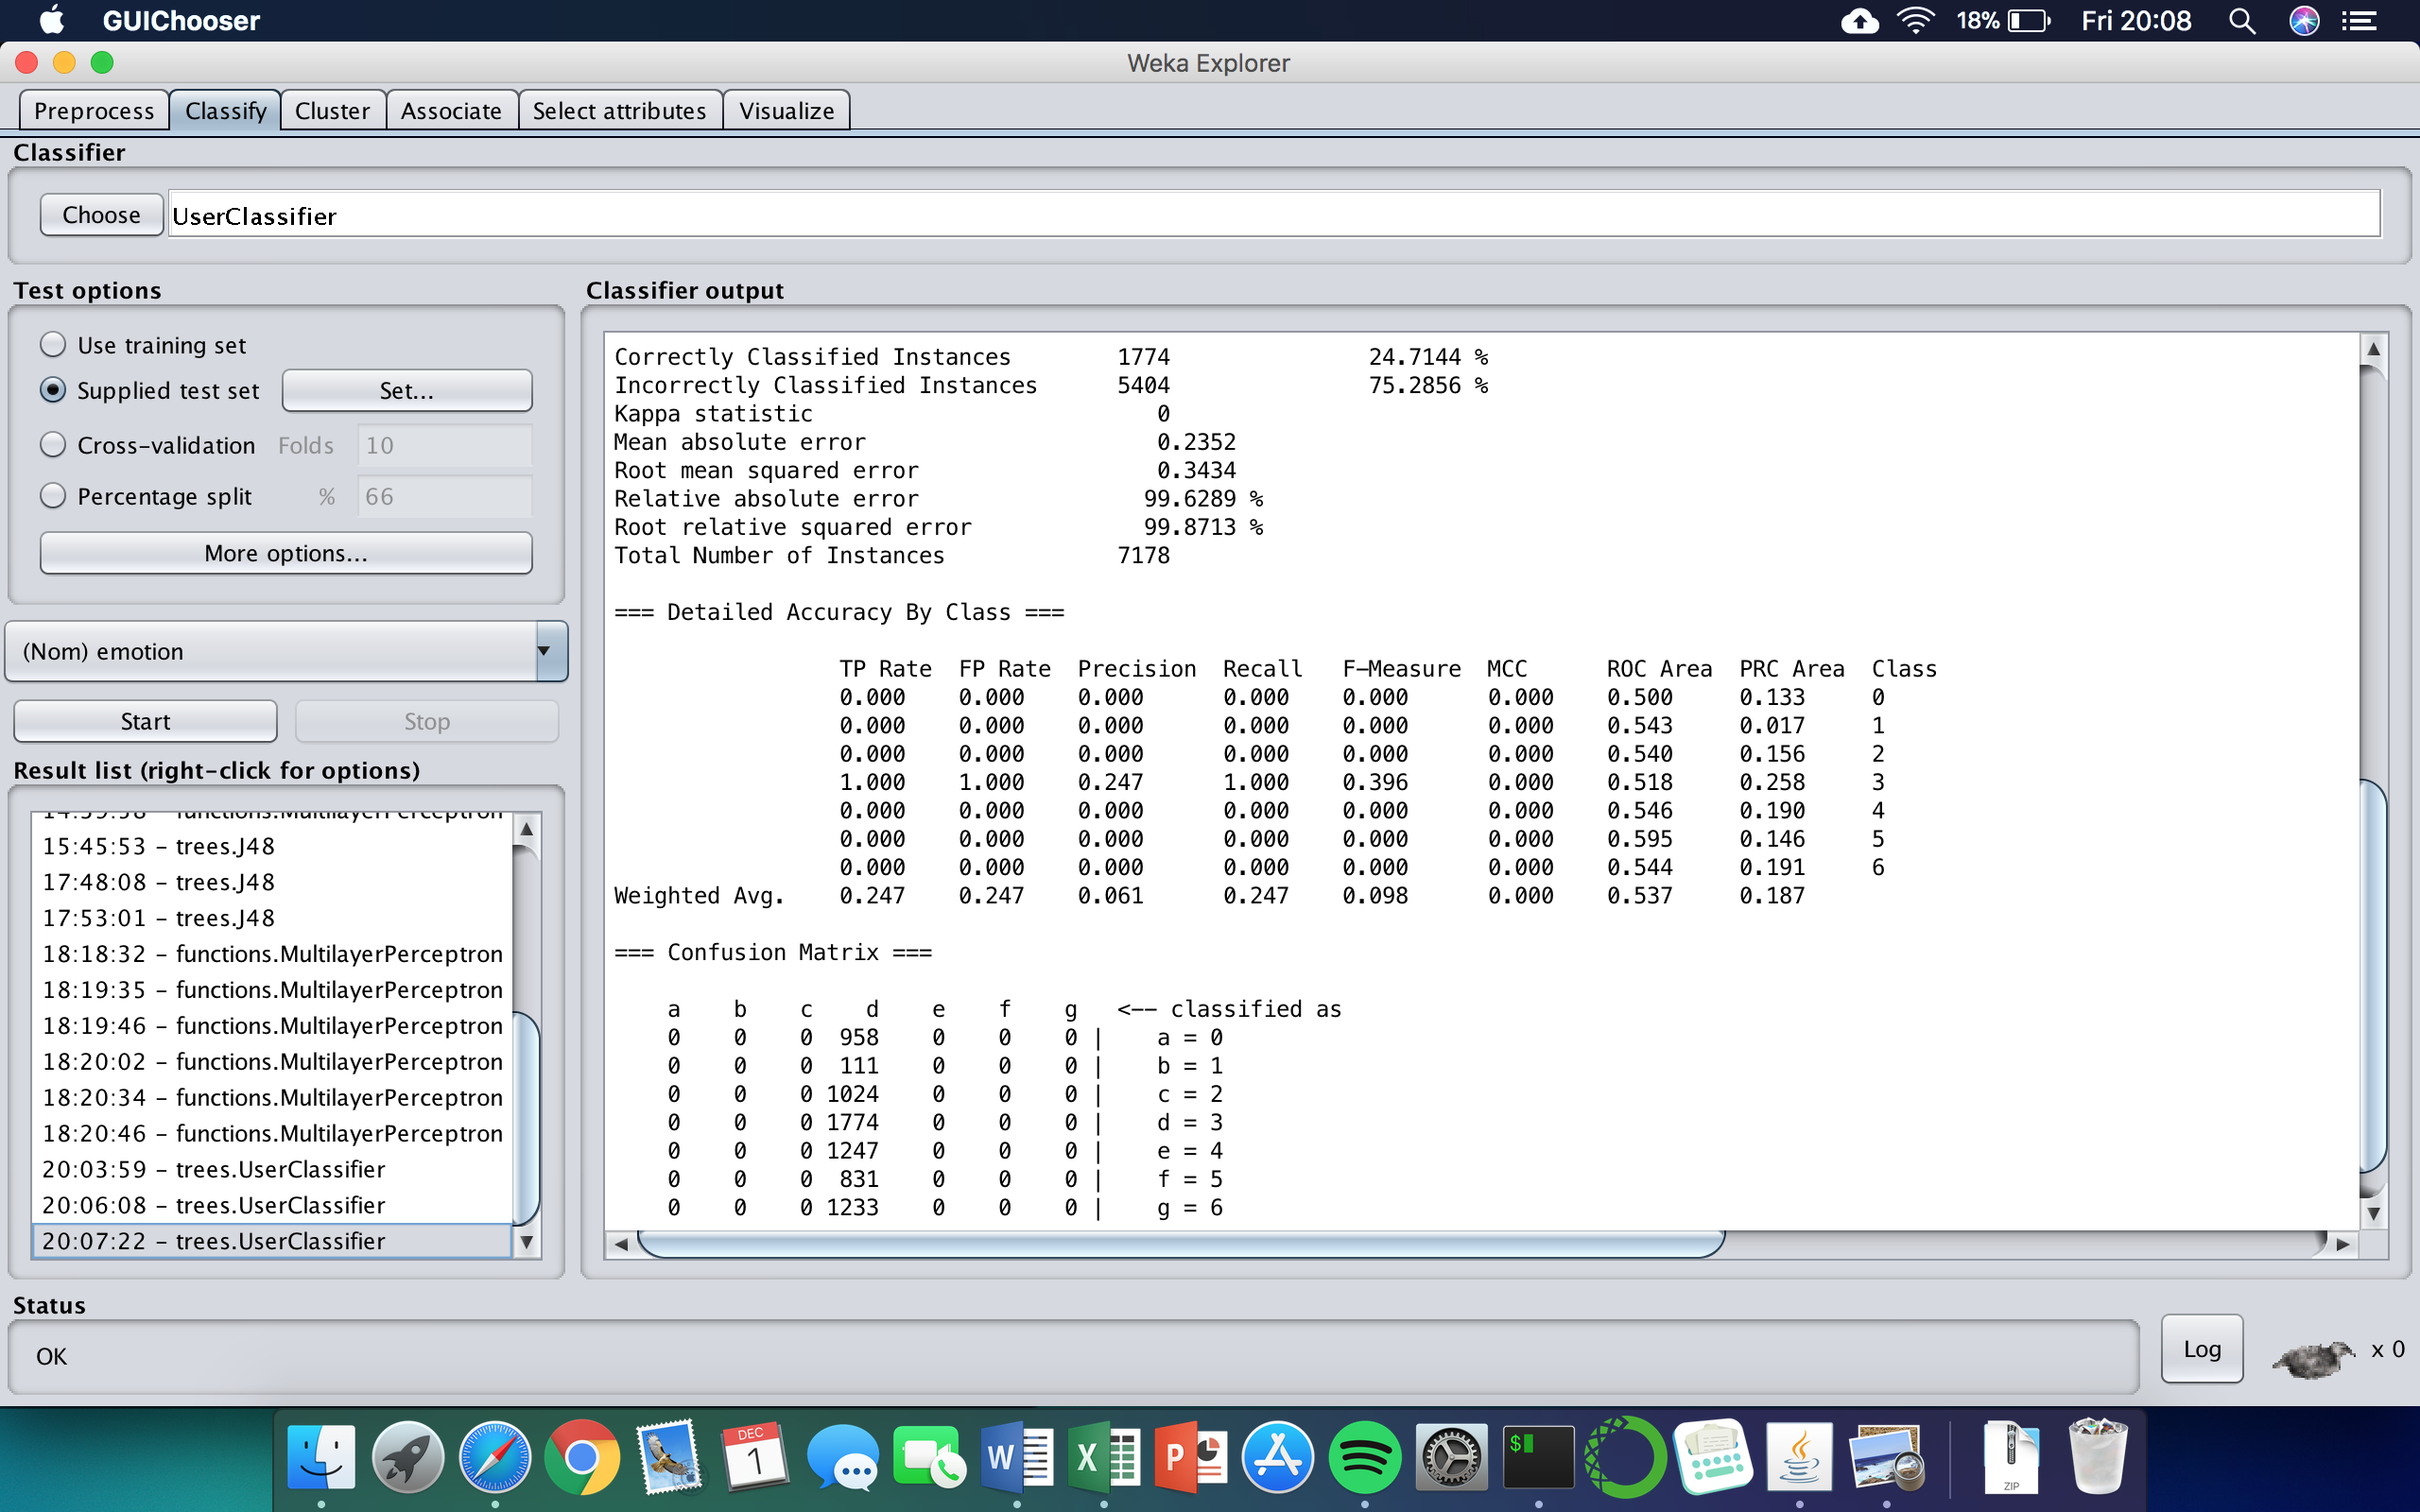 GUIChooser 18% Fri 20:08
Weka Explorer
Preprocess Classify Cluster Associate Select attributes Visualize
Classifier
Choose UserClassifier
Test options
Use training set
Supplied test set Set...
Cross-validation Folds 10
Percentage split % 66
More options...
(Nom) emotion
Start Stop
Result list (right-click for options)
15:45:53 - trees.J48
17:48:08 - trees.J48
17:53:01 - trees.J48
18:18:32 - functions.MultilayerPerceptron
18:19:35 - functions.MultilayerPerceptron
18:19:46 - functions.MultilayerPerceptron
18:20:02 - functions.MultilayerPerceptron
18:20:34 - functions.MultilayerPerceptron
18:20:46 - functions.MultilayerPerceptron
20:03:59 - trees.UserClassifier
20:06:08 - trees.UserClassifier
20:07:22 - trees.UserClassifier
Classifier output
Correctly Classified Instances 1774 24.7144 %
Incorrectly Classified Instances 5404 75.2856 %
Kappa statistic 0
Mean absolute error 0.2352
Root mean squared error 0.3434
Relative absolute error 99.6289 %
Root relative squared error 99.8713 %
Total Number of Instances 7178
=== Detailed Accuracy By Class ===
TP Rate FP Rate Precision Recall F-Measure MCC ROC Area PRC Area Class
0.000 0.000 0.000 0.000 0.000 0.000 0.500 0.133 0
0.000 0.000 0.000 0.000 0.000 0.000 0.543 0.017 1
0.000 0.000 0.000 0.000 0.000 0.000 0.540 0.156 2
1.000 1.000 0.247 1.000 0.396 0.000 0.518 0.258 3
0.000 0.000 0.000 0.000 0.000 0.000 0.546 0.190 4
0.000 0.000 0.000 0.000 0.000 0.000 0.595 0.146 5
0.000 0.000 0.000 0.000 0.000 0.000 0.544 0.191 6
Weighted Avg. 0.247 0.247 0.061 0.247 0.098 0.000 0.537 0.187
=== Confusion Matrix ===
a b c d e f g <-- classified as
0 0 0 958 0 0 0 | a = 0
0 0 0 111 0 0 0 | b = 1
0 0 0 1024 0 0 0 | c = 2
0 0 0 1774 0 0 0 | d = 3
0 0 0 1247 0 0 0 | e = 4
0 0 0 831 0 0 0 | f = 5
0 0 0 1233 0 0 0 | g = 6
Status
OK
Log x 0
DEC
1
W
X
P
$
ZIP